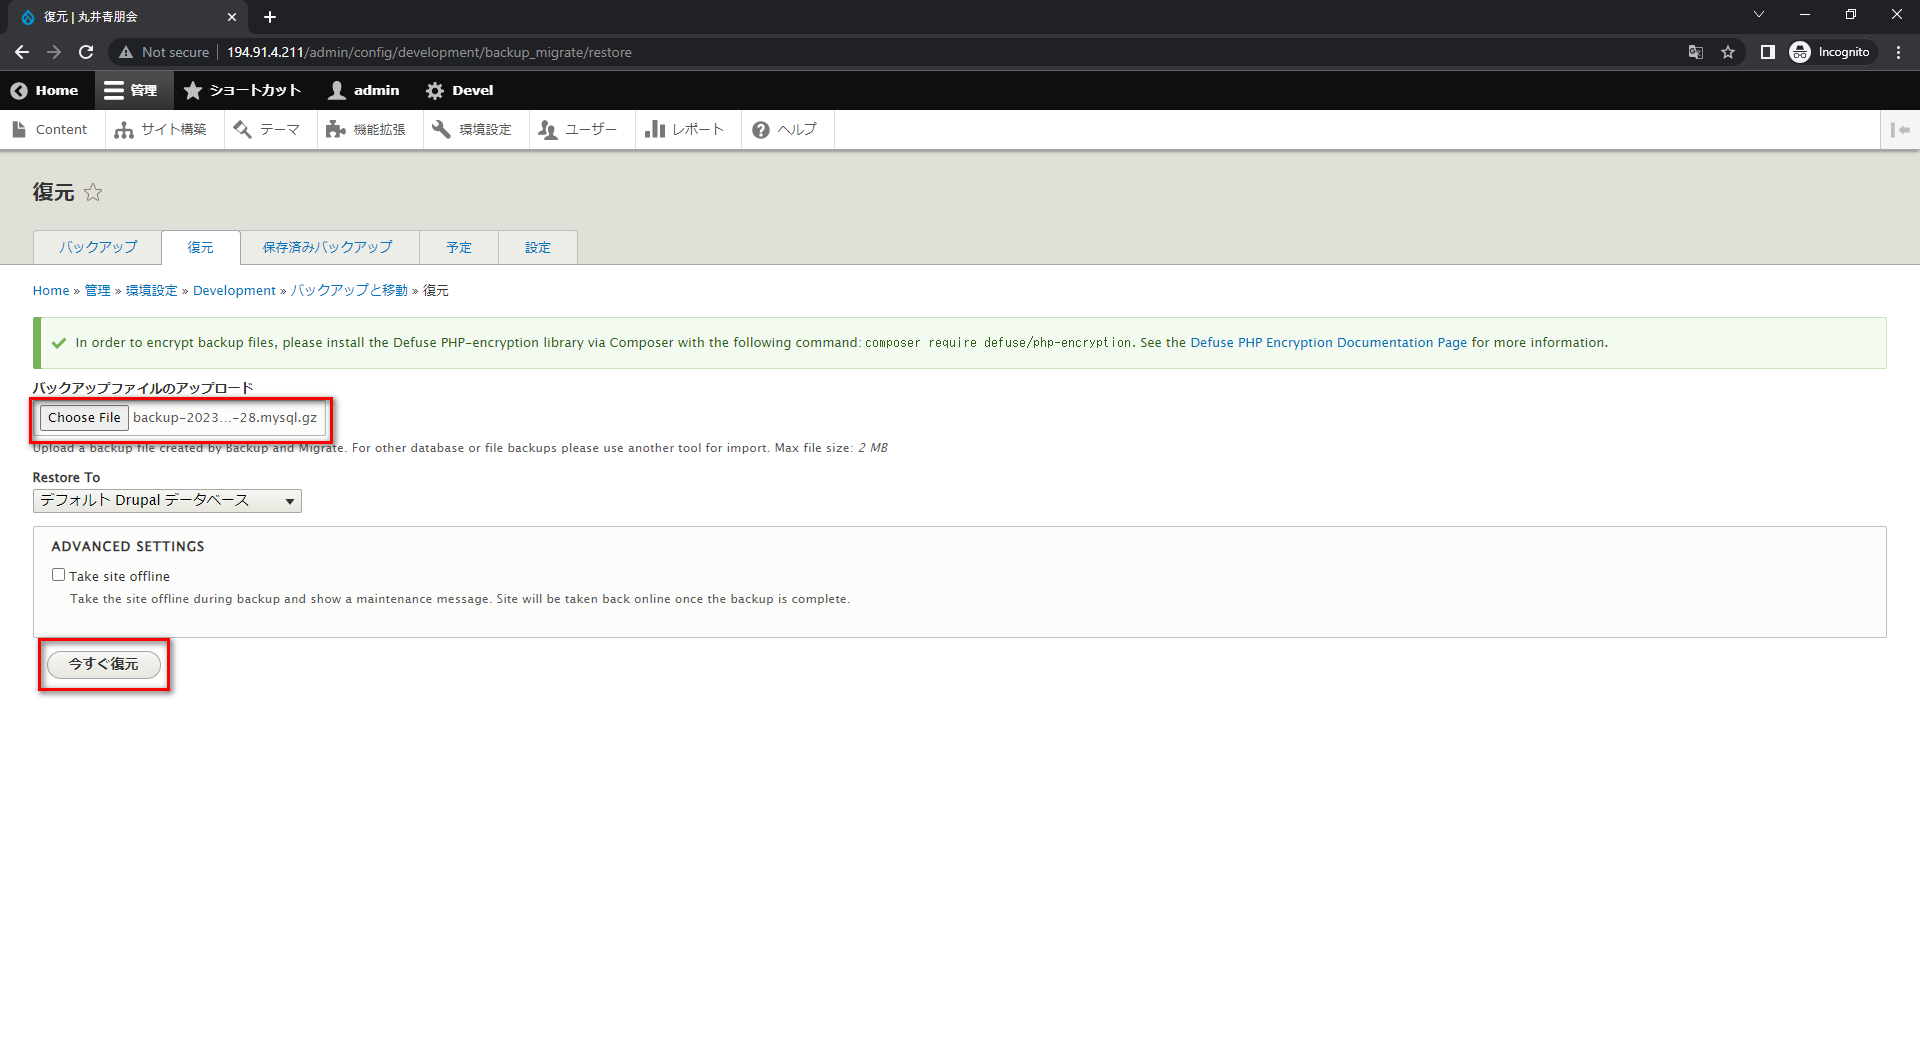 復元 | 丸井青朋会
Not secure
194.91.4.211/admin/config/development/backup_migrate/restore
Incognito
Home
管理
ショートカット
admin
Devel
Content
サイト構築
テーマ
機能拡張
環境設定
ユーザー
レポート
ヘルプ
復元
バックアップ
復元
保存済みバックアップ
予定
設定
Home » 管理 » 環境設定 » Development » バックアップと移動 » 復元
In order to encrypt backup files, please install the Defuse PHP-encryption library via Composer with the following command: composer require defuse/php-encryption. See the Defuse PHP Encryption Documentation Page for more information.
バックアップファイルのアップロード
Choose File backup-2023...-28.mysql.gz
Upload a backup file created by Backup and Migrate. For other database or file backups please use another tool for import. Max file size: 2 MB
Restore To
デフォルト Drupal データベース
ADVANCED SETTINGS
Take site offline
Take the site offline during backup and show a maintenance message. Site will be taken back online once the backup is complete.
今すぐ復元